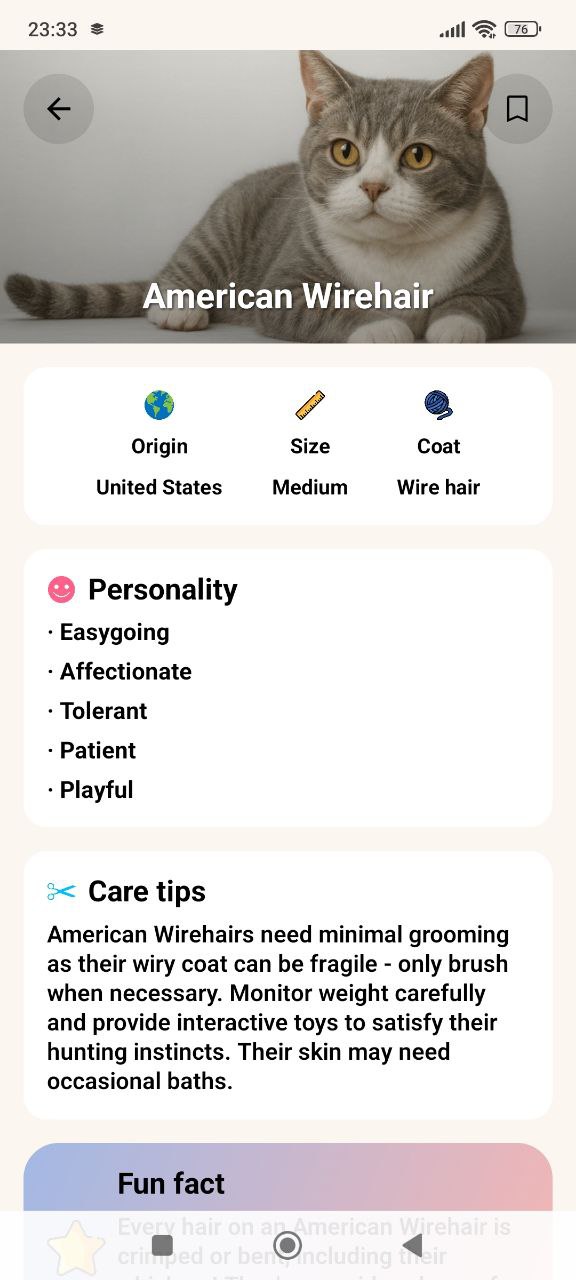 23:33
76
American Wirehair
Origin
Size
Coat
United States
Medium
Wire hair
Personality
· Easygoing
· Affectionate
· Tolerant
· Patient
· Playful
Care tips
American Wirehairs need minimal grooming
as their wiry coat can be fragile - only brush
when necessary. Monitor weight carefully
and provide interactive toys to satisfy their
hunting instincts. Their skin may need
occasional baths.
Fun fact
Every hair on an American Wirehair is
crimped or bent, including their